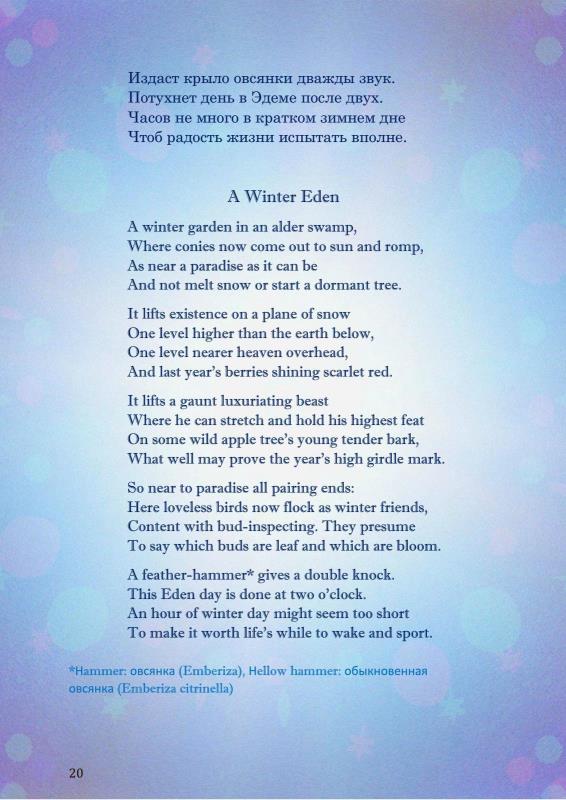 Издаст крыло овсянки дважды звук.
Потухнет день в Эдеме после двух.
Часов не много в кратком зимнем дне
Чтоб радость жизни испытать вполне.
A Winter Eden
A winter garden in an alder swamp,
Where conies now come out to sun and romp,
As near a paradise as it can be
And not melt snow or start a dormant tree.
It lifts existence on a plane of snow
One level higher than the earth below,
One level nearer heaven overhead,
And last year’s berries shining scarlet red.
It lifts a gaunt luxuriating beast
Where he can stretch and hold his highest feat
On some wild apple tree’s young tender bark,
What well may prove the year’s high girdle mark.
So near to paradise all pairing ends:
Here loveless birds now flock as winter friends,
Content with bud-inspecting. They presume
To say which buds are leaf and which are bloom.
A feather-hammer* gives a double knock.
This Eden day is done at two o’clock.
An hour of winter day might seem too short
To make it worth life’s while to wake and sport.
*Hammer: овсянка (Emberiza), Hellow hammer: обыкновенная
овсянка (Emberiza citrinella)
20